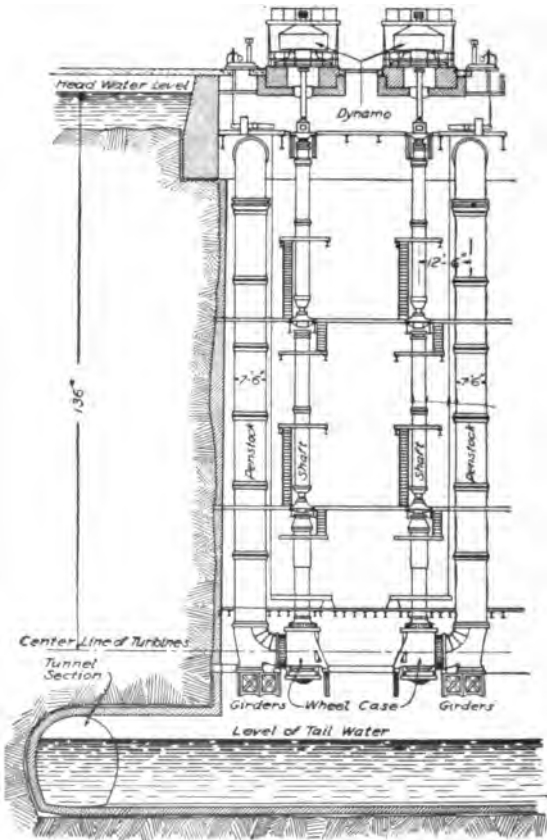 Head Water Level
Dynamo
12'-6"
136"
7'-6"
7'-6"
Penstock
Shaft
Shaft
Penstock
Center Line of Turbines
Tunnel
Section
Girders
Wheel Case
Girders
Level of Tail Water